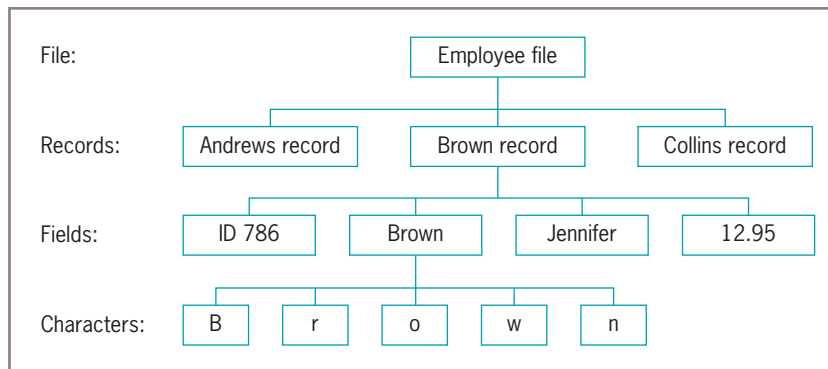 File: Employee file
Records: Andrews record Brown record Collins record
Fields: ID 786 Brown Jennifer 12.95
Characters: B r o w n